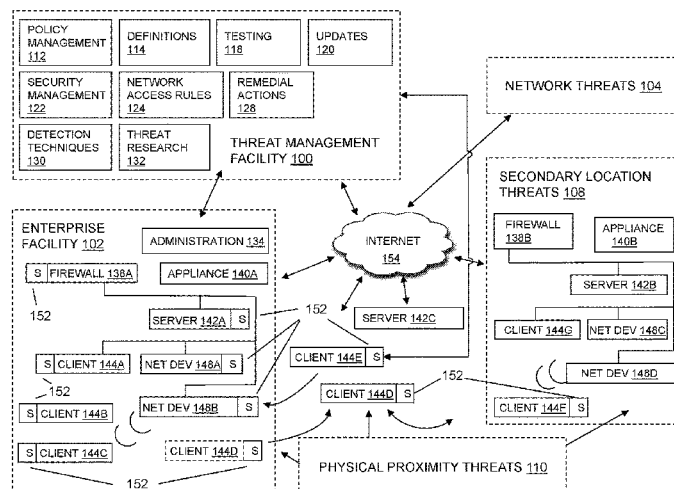 POLICY MANAGEMENT 112
DEFINITIONS 114
TESTING 118
UPDATES 120
SECURITY MANAGEMENT 122
NETWORK ACCESS RULES 124
REMEDIAL ACTIONS 128
DETECTION TECHNIQUES 130
THREAT RESEARCH 132
THREAT MANAGEMENT FACILITY 100
NETWORK THREATS 104
SECONDARY LOCATION THREATS 108
FIREWALL 138B
APPLIANCE 140B
SERVER 142B
CLIENT 144G
NET DEV 148C
NET DEV 148D
CLIENT 144F S
ENTERPRISE FACILITY 102
ADMINISTRATION 134
S FIREWALL 138A
APPLIANCE 140A
152
SERVER 142A S
152
S CLIENT 144A
NET DEV 148A S
152
S CLIENT 144B
NET DEV 148B S
S CLIENT 144C
CLIENT 144D S
152
INTERNET 154
SERVER 142C
CLIENT 144E S
CLIENT 144D S
152
PHYSICAL PROXIMITY THREATS 110